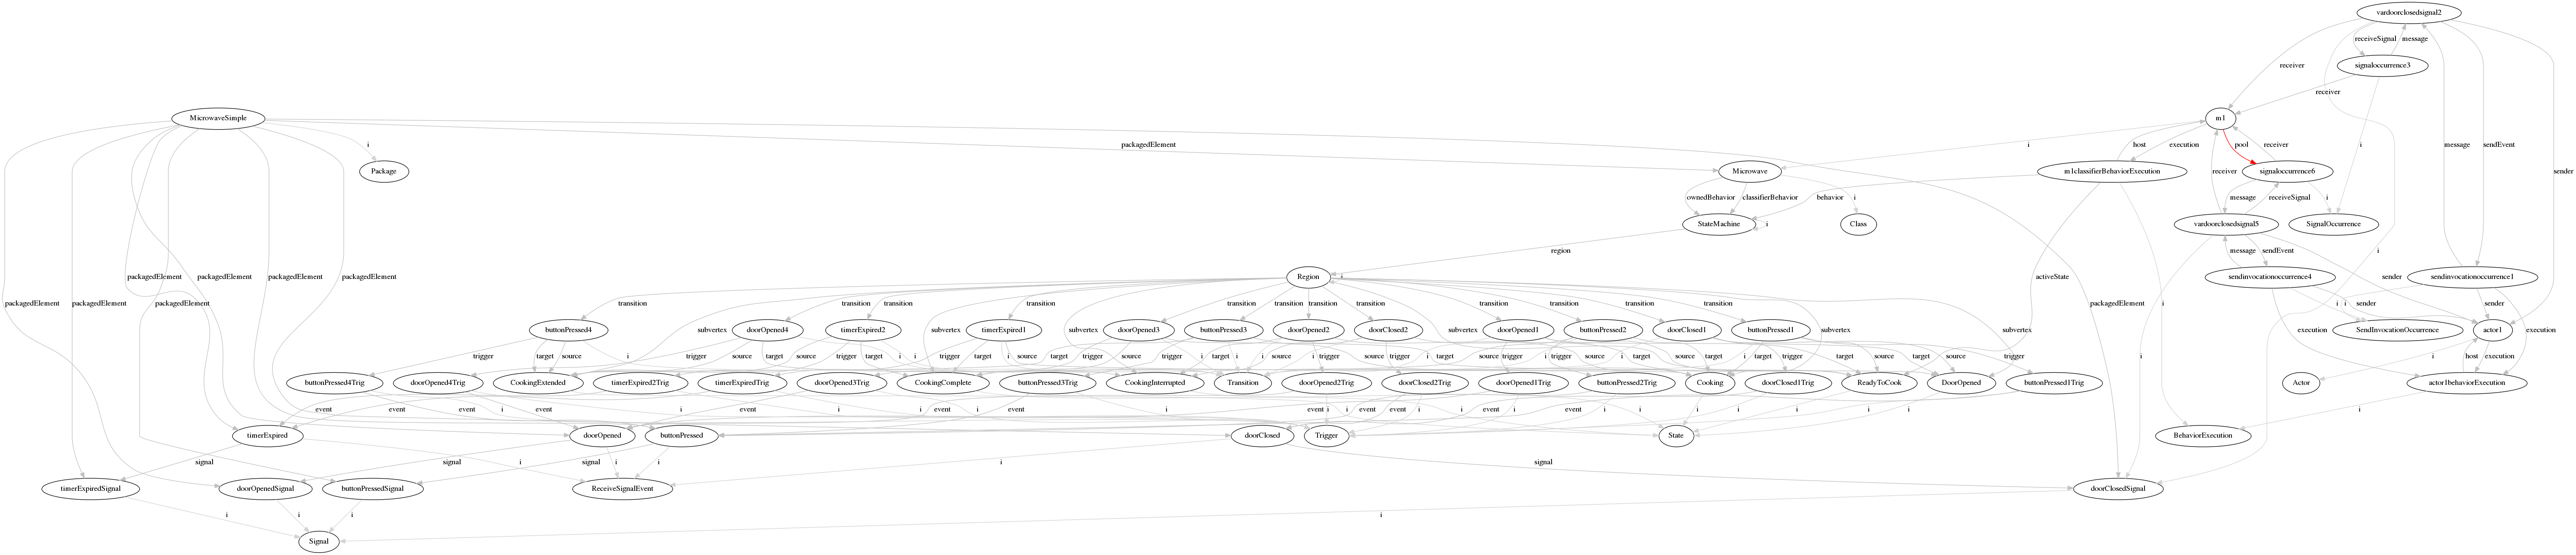 vardoorclosedsignal2
receiveSignal message
signaloccurrence3
receiver
receiver
MicrowaveSimple m1
i packagedElement i host execution pool receiver message sendEvent i
Package Microwave m1classifierBehaviorExecution signaloccurrence6 sender
receiver
ownedBehavior classifierBehavior i behavior message receiveSignal i
StateMachine i Class vardoorclosedsignal5 SignalOccurrence
region message sendEvent sender i
packagedElement packagedElement packagedElement packagedElement Region i activeState sendinvocationoccurrence4 sendinvocationoccurrence1
packagedElement packagedElement packagedElement packagedElement
transition transition transition transition transition transition transition transition transition transition transition transition i sender i sender
buttonPressed4 doorOpened4 timerExpired2 timerExpired1 doorOpened3 buttonPressed3 doorOpened2 doorClosed2 doorOpened1 buttonPressed2 doorClosed1 buttonPressed1 SendInvocationOccurrence actor1
subvertex subvertex subvertex subvertex subvertex execution execution
trigger target source i trigger source target source trigger target i trigger target i source trigger source i trigger target i source trigger target i trigger source target trigger source i trigger source target target trigger i source target trigger i host execution
buttonPressed4Trig doorOpened4Trig CookingExtended timerExpired2Trig timerExpiredTrig doorOpened3Trig CookingComplete buttonPressed3Trig CookingInterrupted Transition doorOpened2Trig doorClosed2Trig doorOpened1Trig buttonPressed2Trig Cooking doorClosed1Trig ReadyToCook DoorOpened buttonPressed1Trig Actor actor1behaviorExecution
event event event i event i i event i event event i i event i event i event i event i i i i i
timerExpired doorOpened buttonPressed doorClosed Trigger State BehaviorExecution
signal i signal i signal i i signal
timerExpiredSignal doorOpenedSignal buttonPressedSignal ReceiveSignalEvent doorClosedSignal
i i i i
Signal